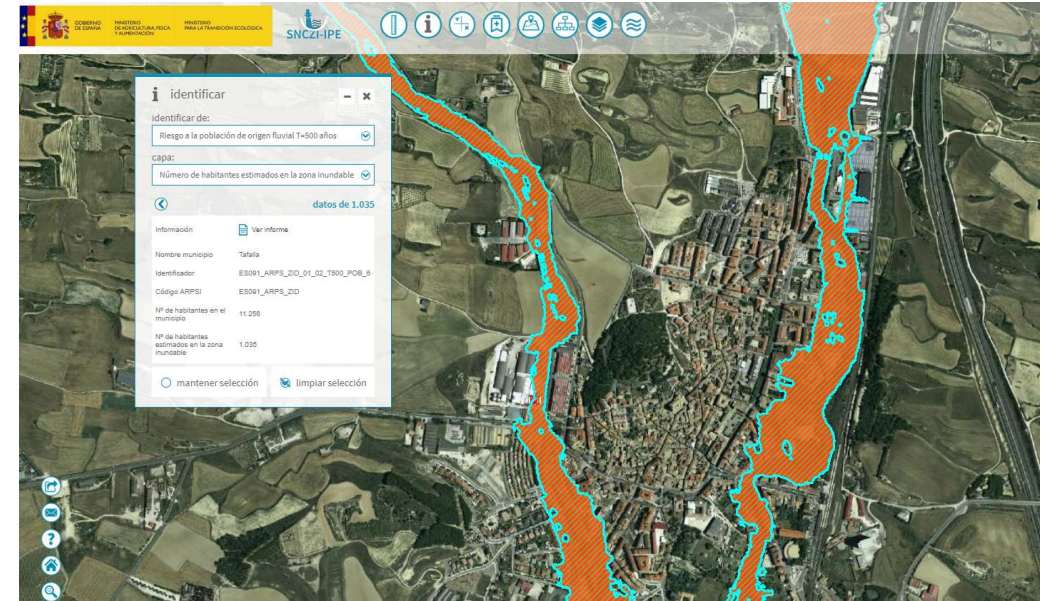 GOBIERNO
DE ESPAÑA
MINISTERIO
DE AGRICULTURA, PESCA
Y ALIMENTACIÓN
MINISTERIO
PARA LA TRANSICIÓN ECOLÓGICA
SNCZI-IPE
i identificar
identificar de:
Riesgo a la población de origen fluvial T=500 años
capa:
Número de habitantes estimados en la zona inundable
datos de 1.035
Información Ver informe
Nombre municipio Tafalla
Identificador ES091_ARPS_ZID_01_02_T500_POB_6
Código ARPSI ES091_ARPS_ZID
Nº de habitantes en el
municipio 11.256
Nº de habitantes
estimados en la zona 1.035
inundable
mantener selección limpiar selección